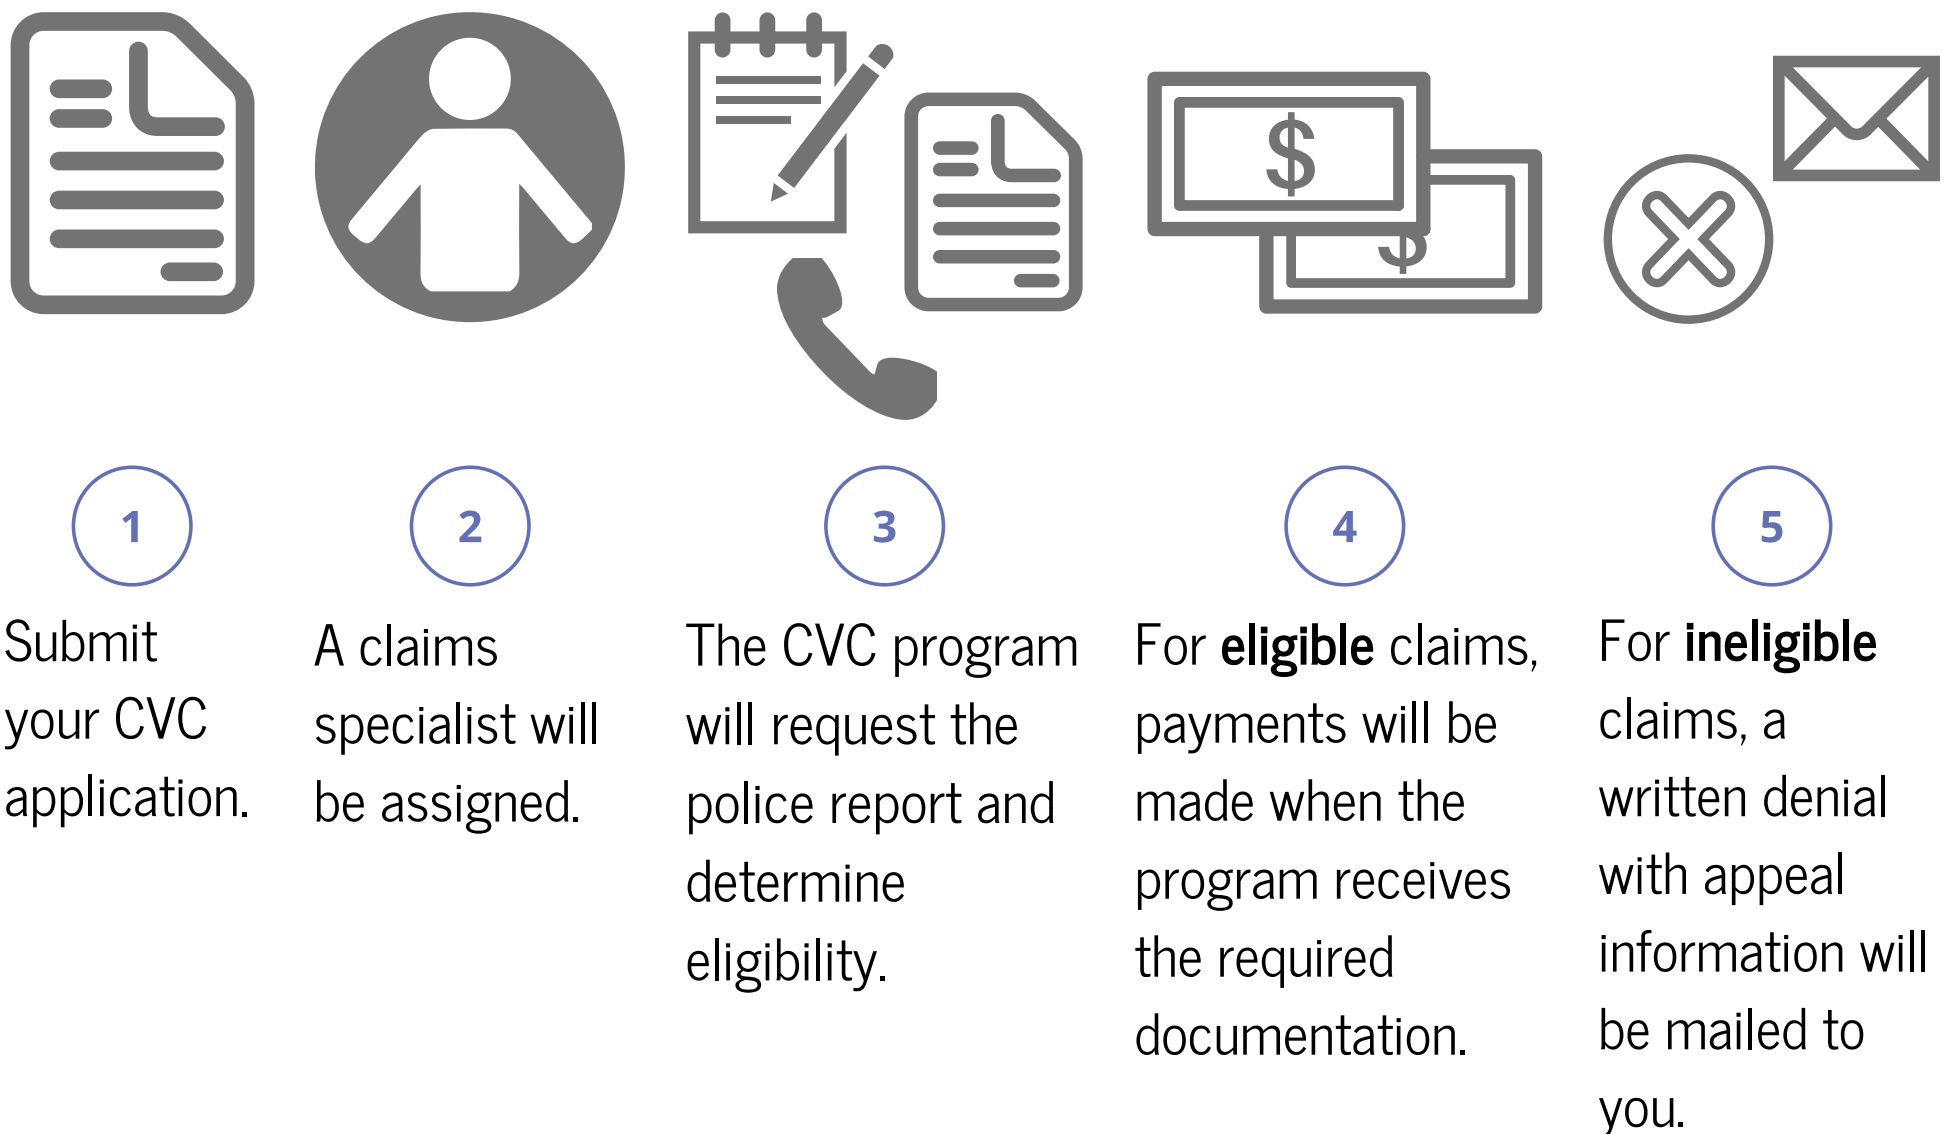 $
$
1
Submit
your CVC
application.
2
A claims
specialist will
be assigned.
3
The CVC program
will request the
police report and
determine
eligibility.
4
For eligible claims,
payments will be
made when the
program receives
the required
documentation.
5
For ineligible
claims, a
written denial
with appeal
information will
be mailed to
you.